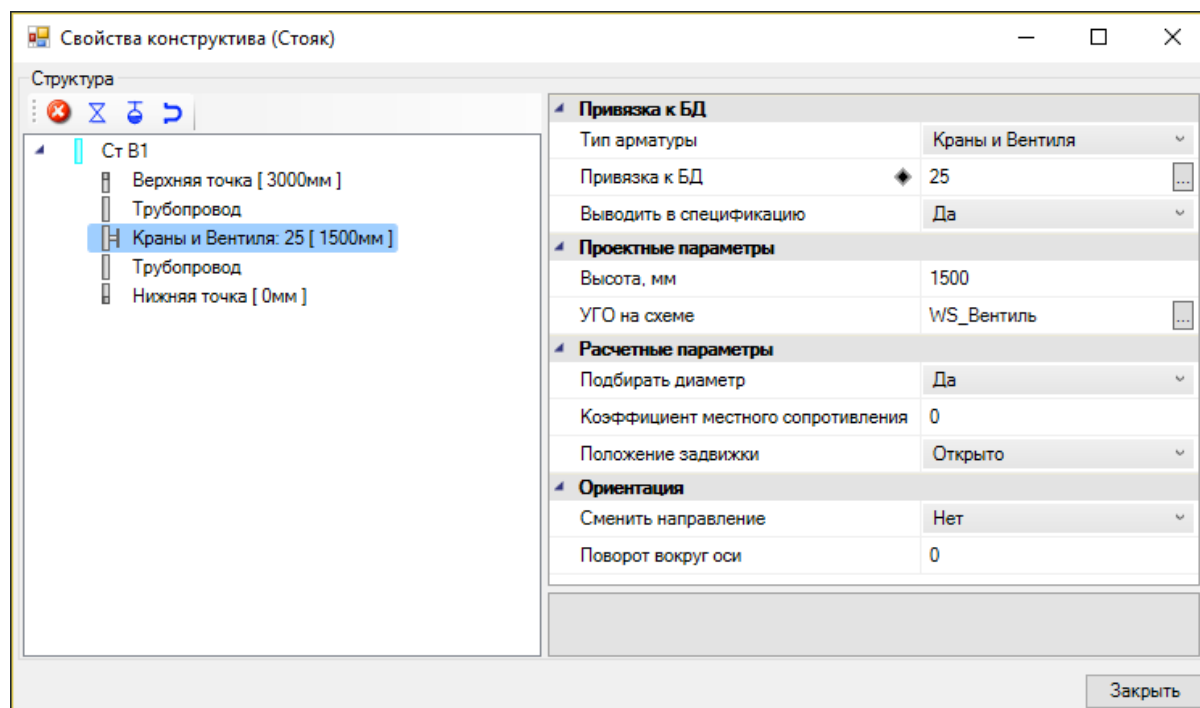 Свойства конструктива (Стояк)
Структура
Ст В1
Верхняя точка [ 3000мм ]
Трубопровод
Краны и Вентиля: 25 [ 1500мм ]
Трубопровод
Нижняя точка [ 0мм ]
Привязка к БД
Тип арматуры Краны и Вентиля
Привязка к БД 25 ...
Выводить в спецификацию Да
Проектные параметры
Высота, мм 1500
УГО на схеме WS_Вентиль ...
Расчетные параметры
Подбирать диаметр Да
Коэффициент местного сопротивления 0
Положение задвижки Открыто
Ориентация
Сменить направление Нет
Поворот вокруг оси 0
Закрыть